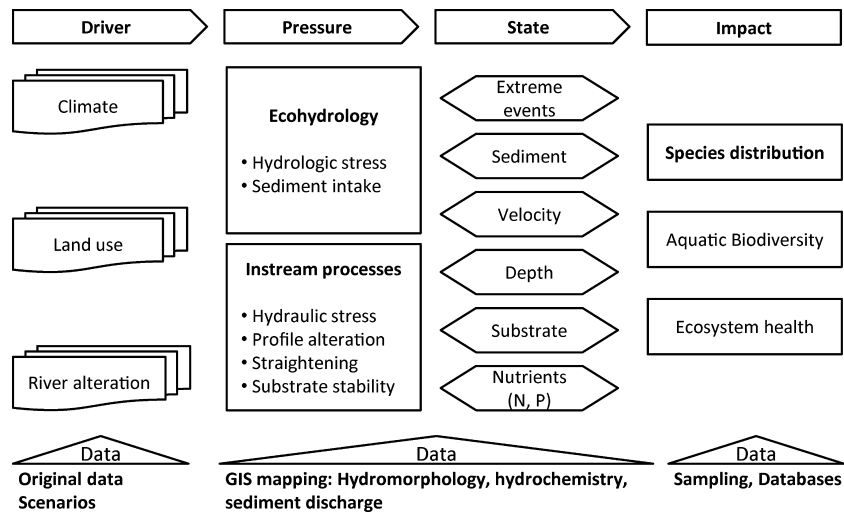 Driver
Pressure
State
Impact
Climate
Land use
River alteration
Ecohydrology
• Hydrologic stress
• Sediment intake
Instream processes
• Hydraulic stress
• Profile alteration
• Straightening
• Substrate stability
Extreme
events
Sediment
Velocity
Depth
Substrate
Nutrients
(N, P)
Species distribution
Aquatic Biodiversity
Ecosystem health
Data
Original data
Scenarios
Data
GIS mapping: Hydromorphology, hydrochemistry,
sediment discharge
Data
Sampling, Databases